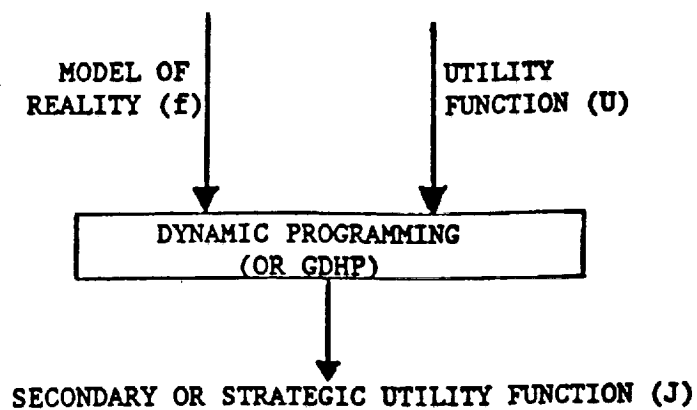 MODEL OF
REALITY (f)
UTILITY
FUNCTION (U)
DYNAMIC PROGRAMMING
(OR GDHP)
SECONDARY OR STRATEGIC UTILITY FUNCTION (J)